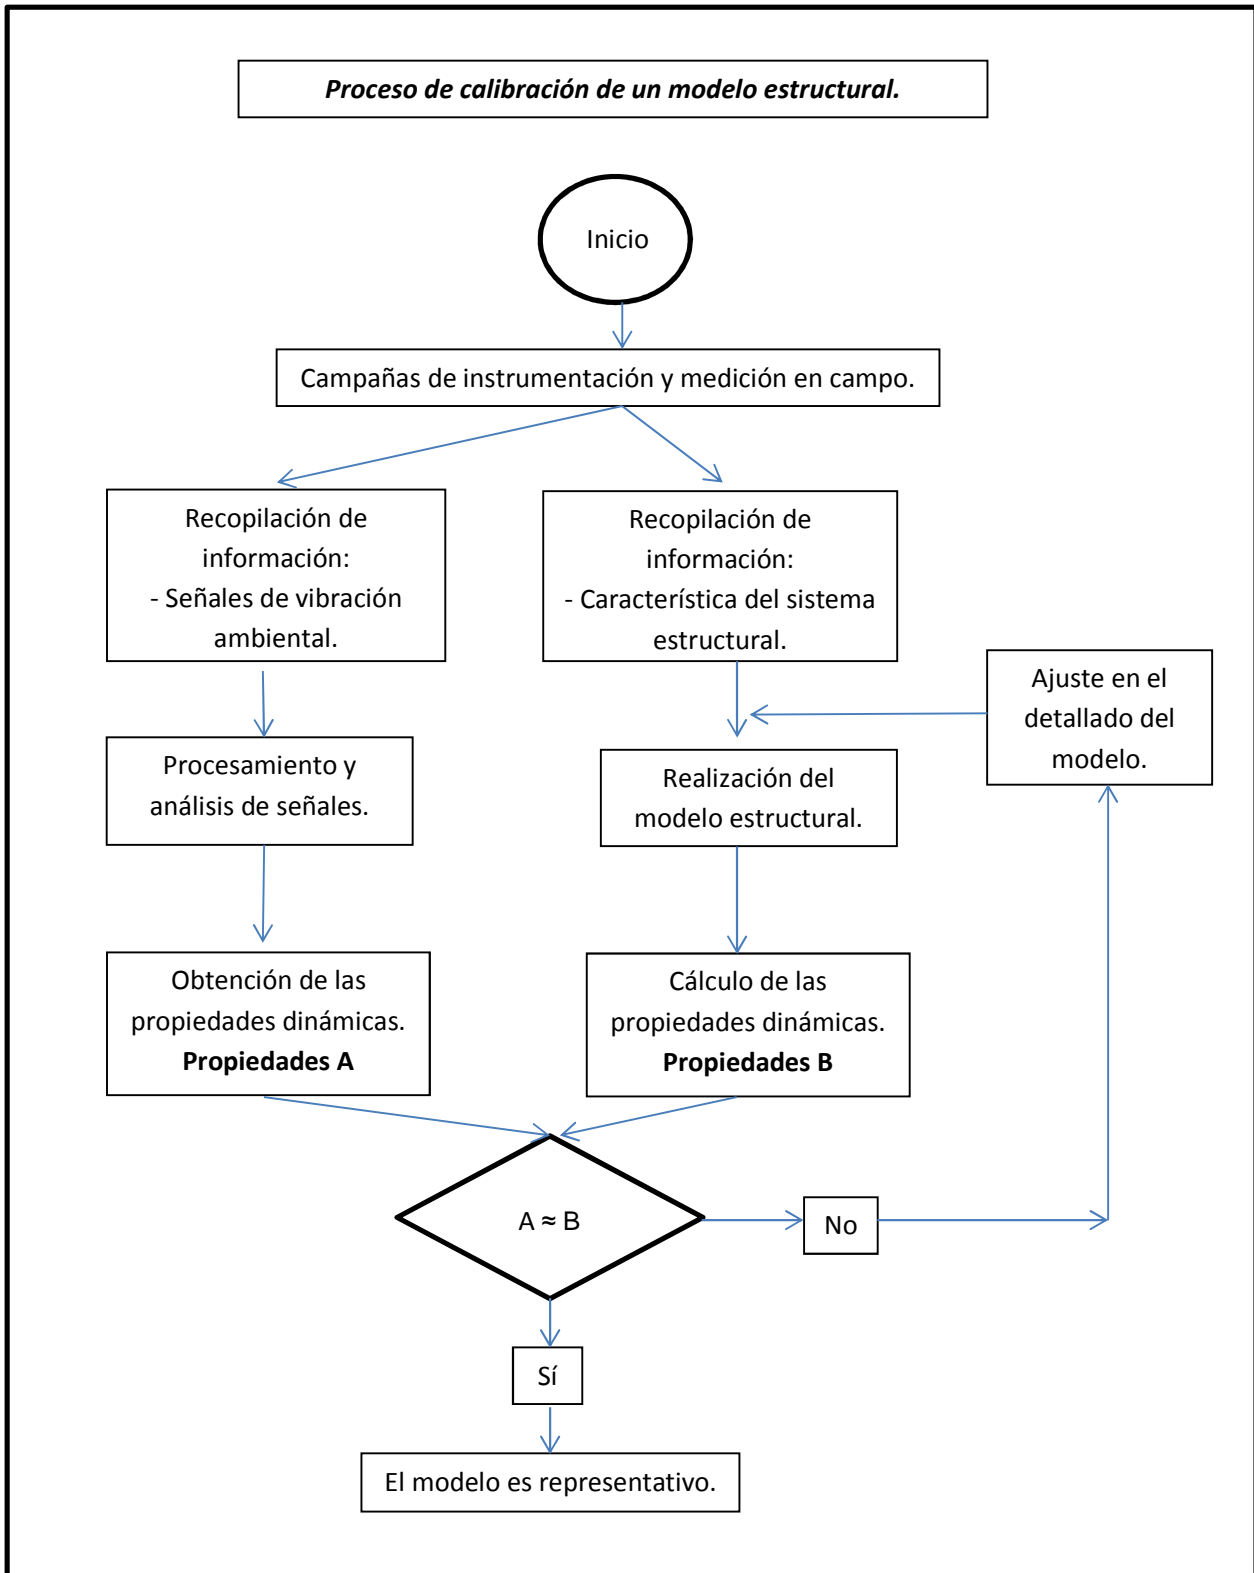 Proceso de calibración de un modelo estructural.
Inicio
Campañas de instrumentación y medición en campo.
Recopilación de
información:
- Señales de vibración
ambiental.
Recopilación de
información:
- Característica del sistema
estructural.
Ajuste en el
detallado del
modelo.
Procesamiento y
análisis de señales.
Realización del
modelo estructural.
Obtención de las
propiedades dinámicas.
Propiedades A
Cálculo de las
propiedades dinámicas.
Propiedades B
A ≈ B
No
Sí
El modelo es representativo.